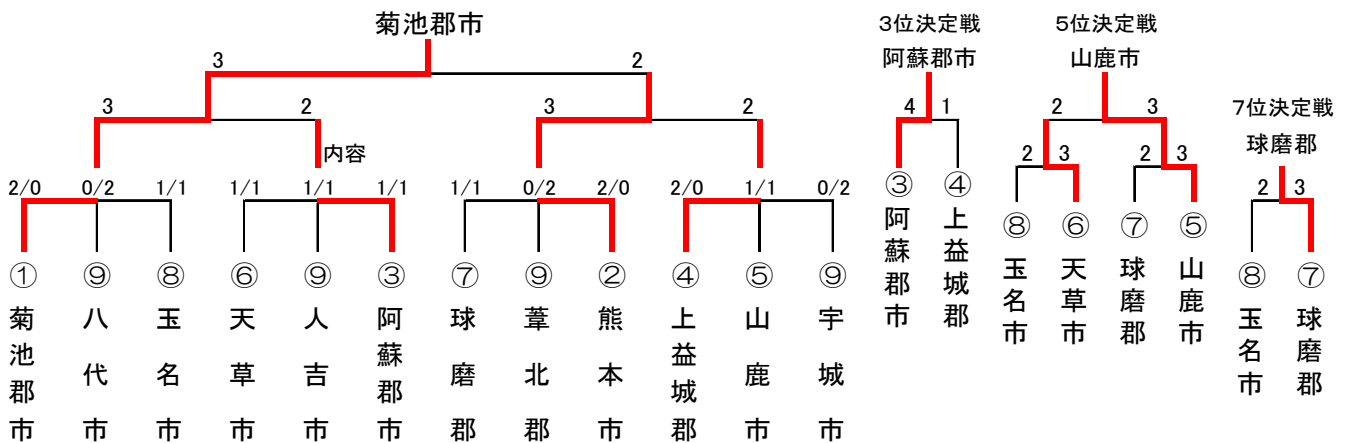 菊池郡市
3 2
3 2 3 2
内容
2/0 0/2 1/1 1/1 1/1 1/1 1/1 0/2 2/0 2/0 1/1 0/2
① ⑨ ⑧ ⑥ ⑨ ③ ⑦ ⑨ ② ④ ⑤ ⑨
菊池郡市
八代市
玉名市
天草市
人吉市
阿蘇郡市
球磨郡
葦北郡
熊本市
上益城郡
山鹿市
宇城市
3位決定戦
阿蘇郡市
4 1
③ ④
阿蘇郡市
上益城郡
5位決定戦
山鹿市
2 3
2 3 2 3
⑧ ⑥ ⑦ ⑤
玉名市
天草市
球磨郡
山鹿市
7位決定戦
球磨郡
2 3
⑧ ⑦
玉名市
球磨郡